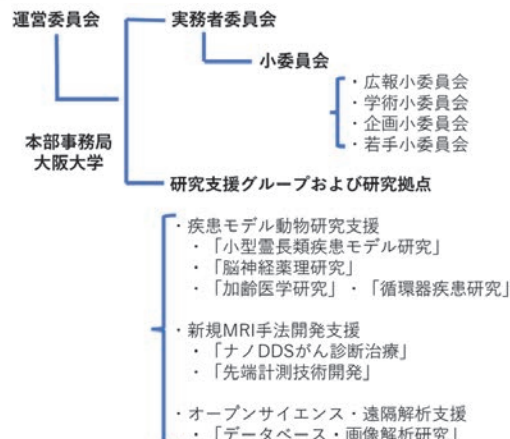 運営委員会
実務者委員会
小委員会
・広報小委員会
・学術小委員会
・企画小委員会
・若手小委員会
本部事務局
大阪大学
研究支援グループおよび研究拠点
・疾患モデル動物研究支援
・「小型霊長類疾患モデル研究」
・「脳神経薬理研究」
・「加齢医学研究」・「循環器疾患研究」
・新規MRI手法開発支援
・「ナノDDSがん診断治療」
・「先端計測技術開発」
・オープンサイエンス・遠隔解析支援
・「データベース・画像解析研究」